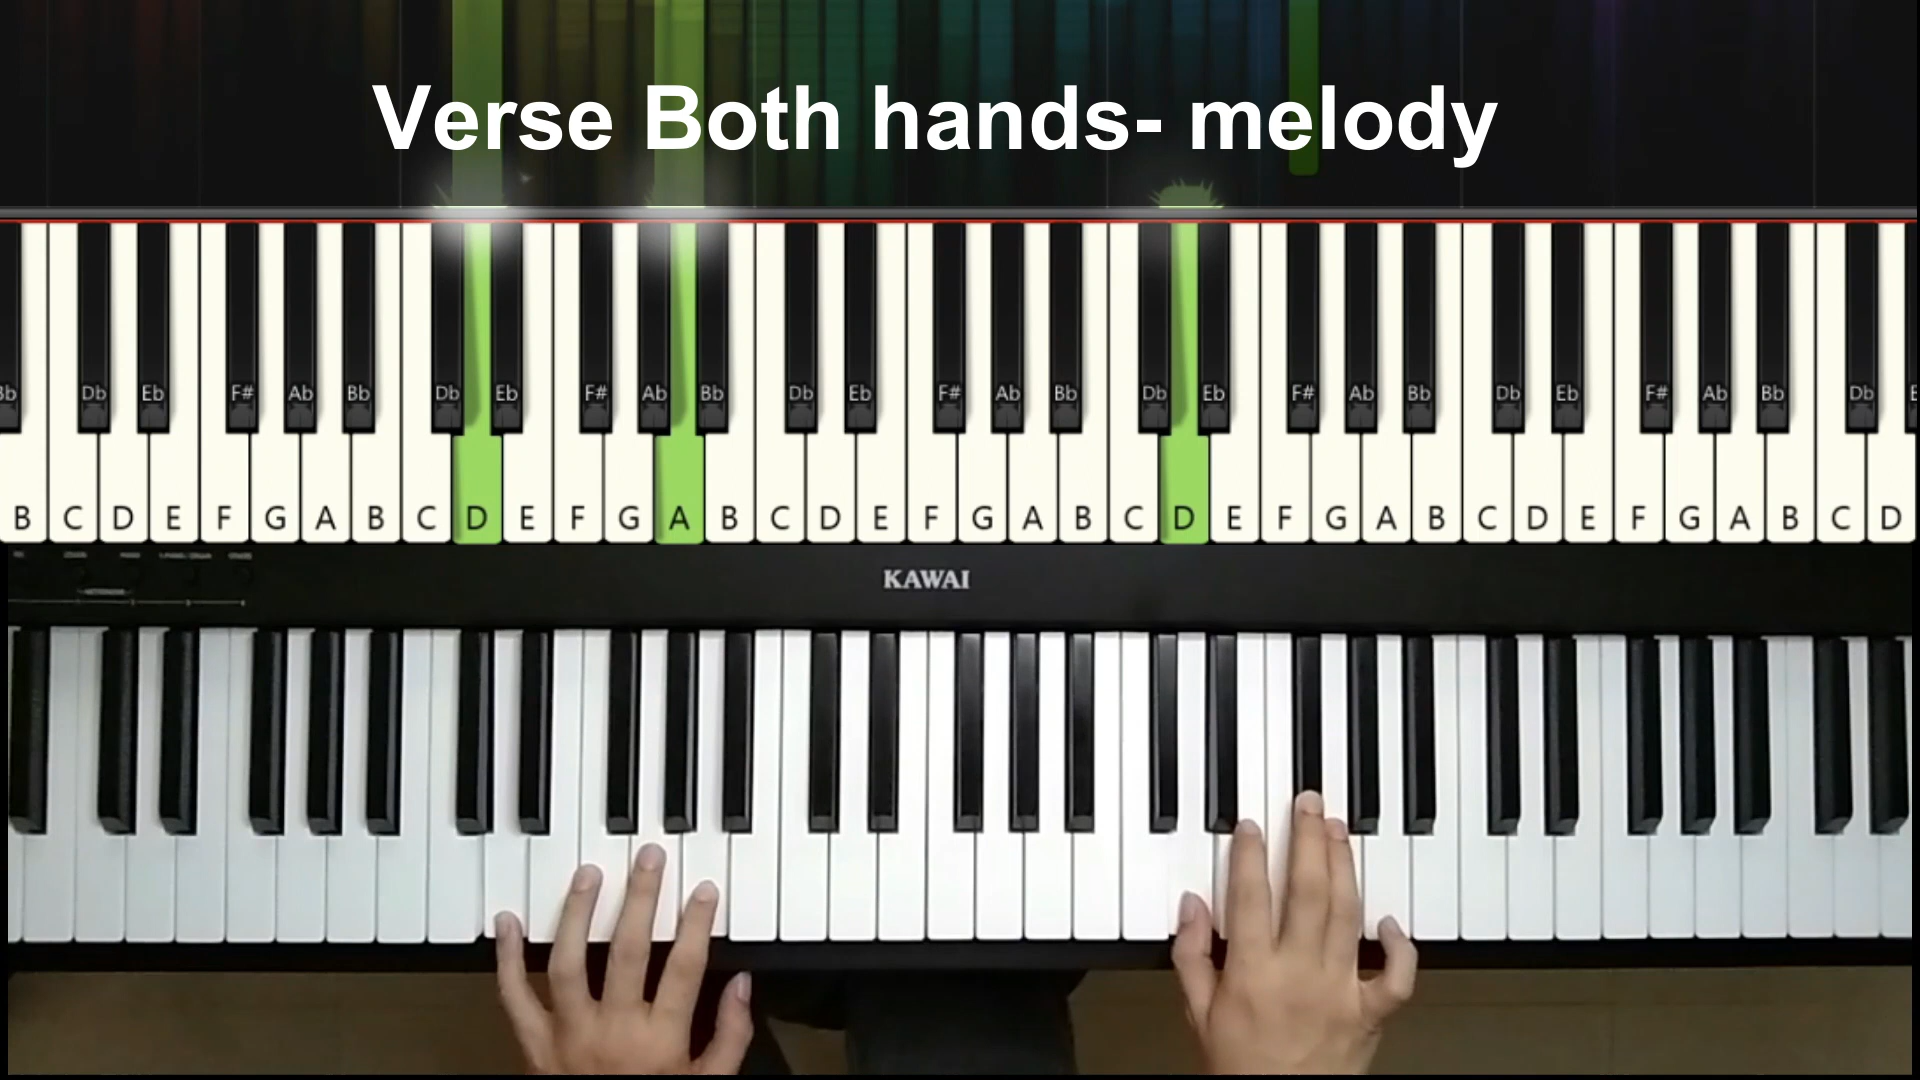 Verse Both hands- melody
Bb Db Eb F# Ab Bb Db Eb F# Ab Bb Db Eb F# Ab Bb Db Eb F# Ab Bb Db Eb F# Ab Bb Db
B C D E F G A B C D E F G A B C D E F G A B C D E F G A B C D E F G A B C D
KAWAI